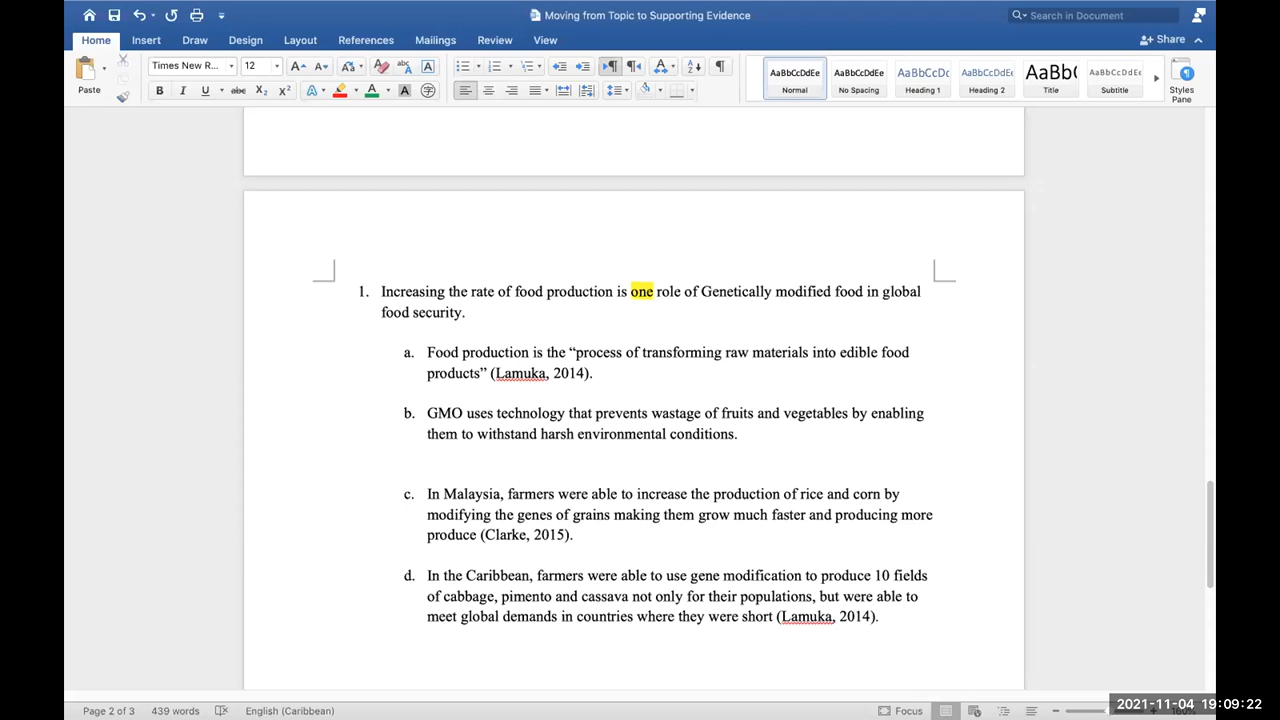 Moving from Topic to Supporting Evidence
Search in Document
Home Insert Draw Design Layout References Mailings Review View
Share
Paste
Times New R... 12
AaBbCcDdEe AaBbCcDdEe AaBbCcDc AaBbCcDdEe AaBb( AaBbCcDdEe
Normal No Spacing Heading 1 Heading 2 Title Subtitle
Styles
Pane
1. Increasing the rate of food production is one role of Genetically modified food in global
food security.
a. Food production is the “process of transforming raw materials into edible food
products” (Lamuka, 2014).
b. GMO uses technology that prevents wastage of fruits and vegetables by enabling
them to withstand harsh environmental conditions.
c. In Malaysia, farmers were able to increase the production of rice and corn by
modifying the genes of grains making them grow much faster and producing more
produce (Clarke, 2015).
d. In the Caribbean, farmers were able to use gene modification to produce 10 fields
of cabbage, pimento and cassava not only for their populations, but were able to
meet global demands in countries where they were short (Lamuka, 2014).
Page 2 of 3 439 words English (Caribbean) Focus
2021-11-04 19:09:22